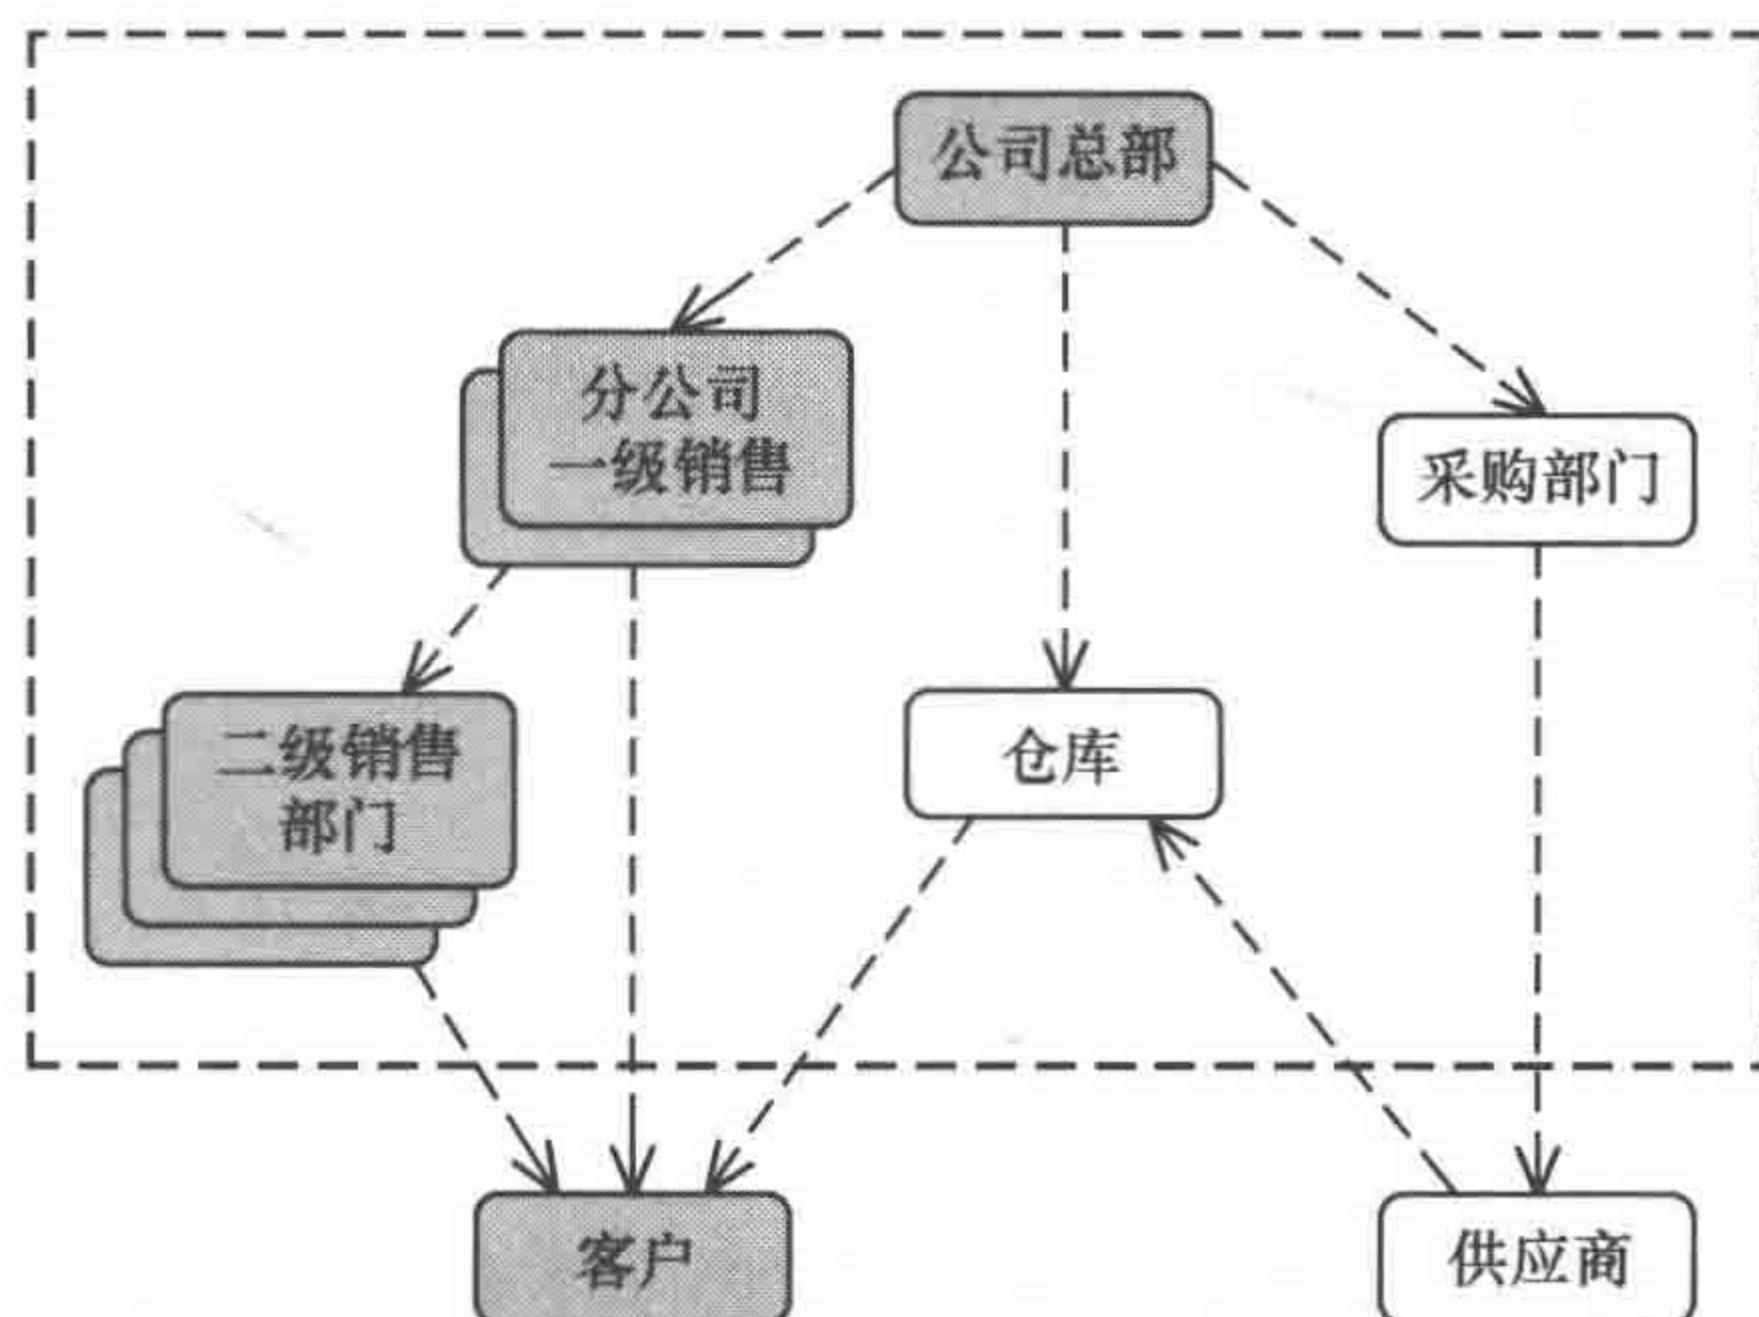 公司总部
分公司
一级销售
采购部门
二级销售
部门
仓库
客户
供应商